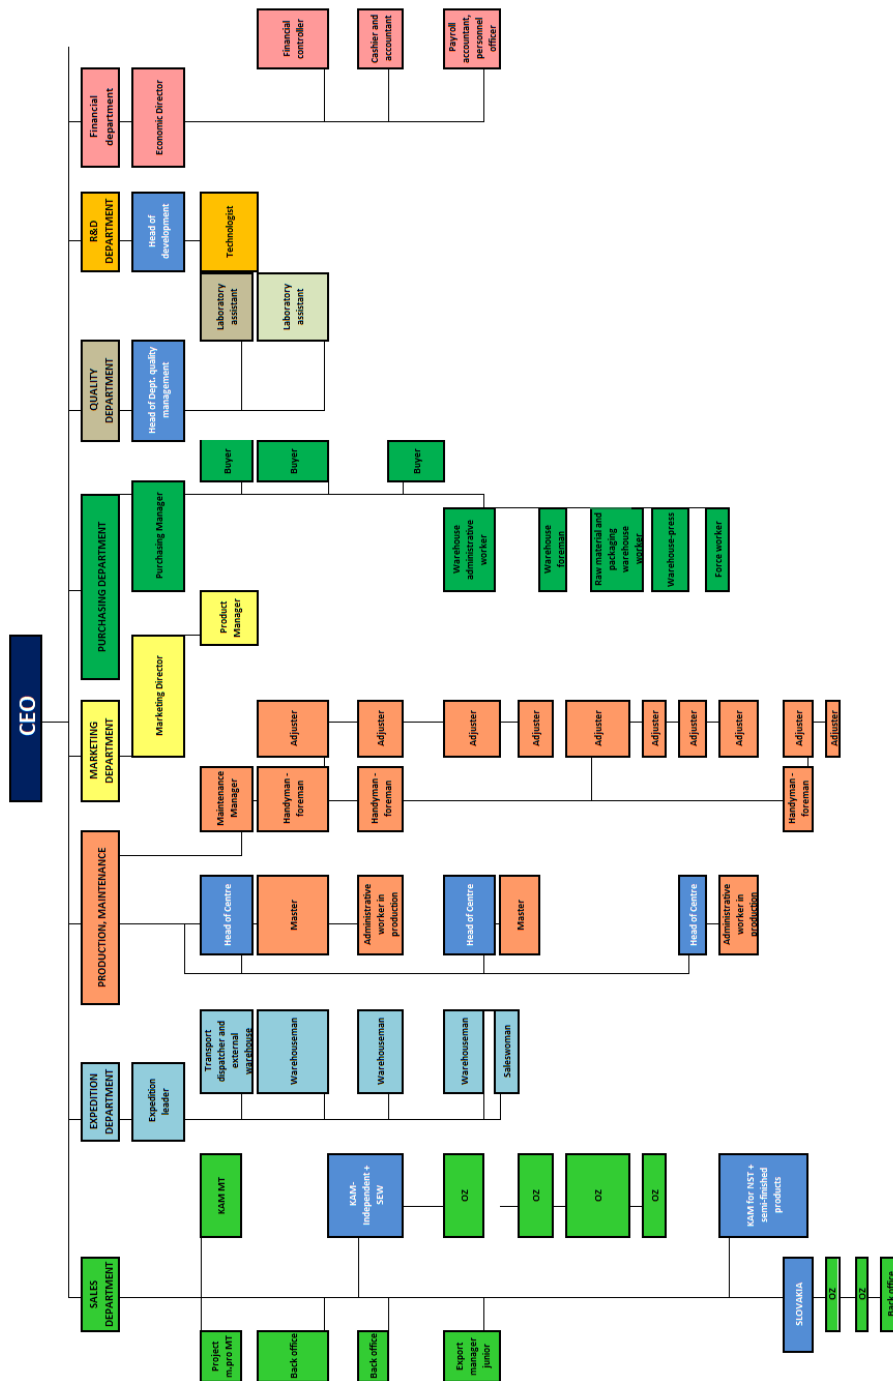 CEO
SALES
DEPARTMENT
EXPEDITION
DEPARTMENT
PRODUCTION, MAINTENANCE
MARKETING
DEPARTMENT
PURCHASING DEPARTMENT
QUALITY
DEPARTMENT
R&D
DEPARTMENT
Financial
department
Expedition
leader
Marketing Director
Purchasing Manager
Head of Dept. quality
management
Head of
development
Economic Director
Project
m.pro MT
KAM MT
Transport
dispatcher and
external
warehouse
Head of Centre
Maintenance
Manager
Product
Manager
Buyer
Laboratory
assistant
Technologist
Back office
Warehouseman
Master
Handyman -
foreman
Adjuster
Buyer
Laboratory
assistant
Financial
controller
KAM-
Independent +
SEW
Back office
Warehouseman
Administrative
worker in
production
Handyman -
foreman
Adjuster
Buyer
Cashier and
accountant
Export
manager
junior
OZ
Warehouseman
Head of Centre
Adjuster
Warehouse
administrative
worker
Payroll
accountant,
personnel
officer
Saleswoman
Master
OZ
Adjuster
Warehouse
foreman
OZ
Adjuster
Raw material and
packaging
warehouse
worker
OZ
Adjuster
Warehouse-press
Head of Centre
Adjuster
Force worker
KAM for NST +
semi-finished
products
Administrative
worker in
production
Adjuster
SLOVAKIA
Handyman -
foreman
Adjuster
OZ
Adjuster
OZ
Back office